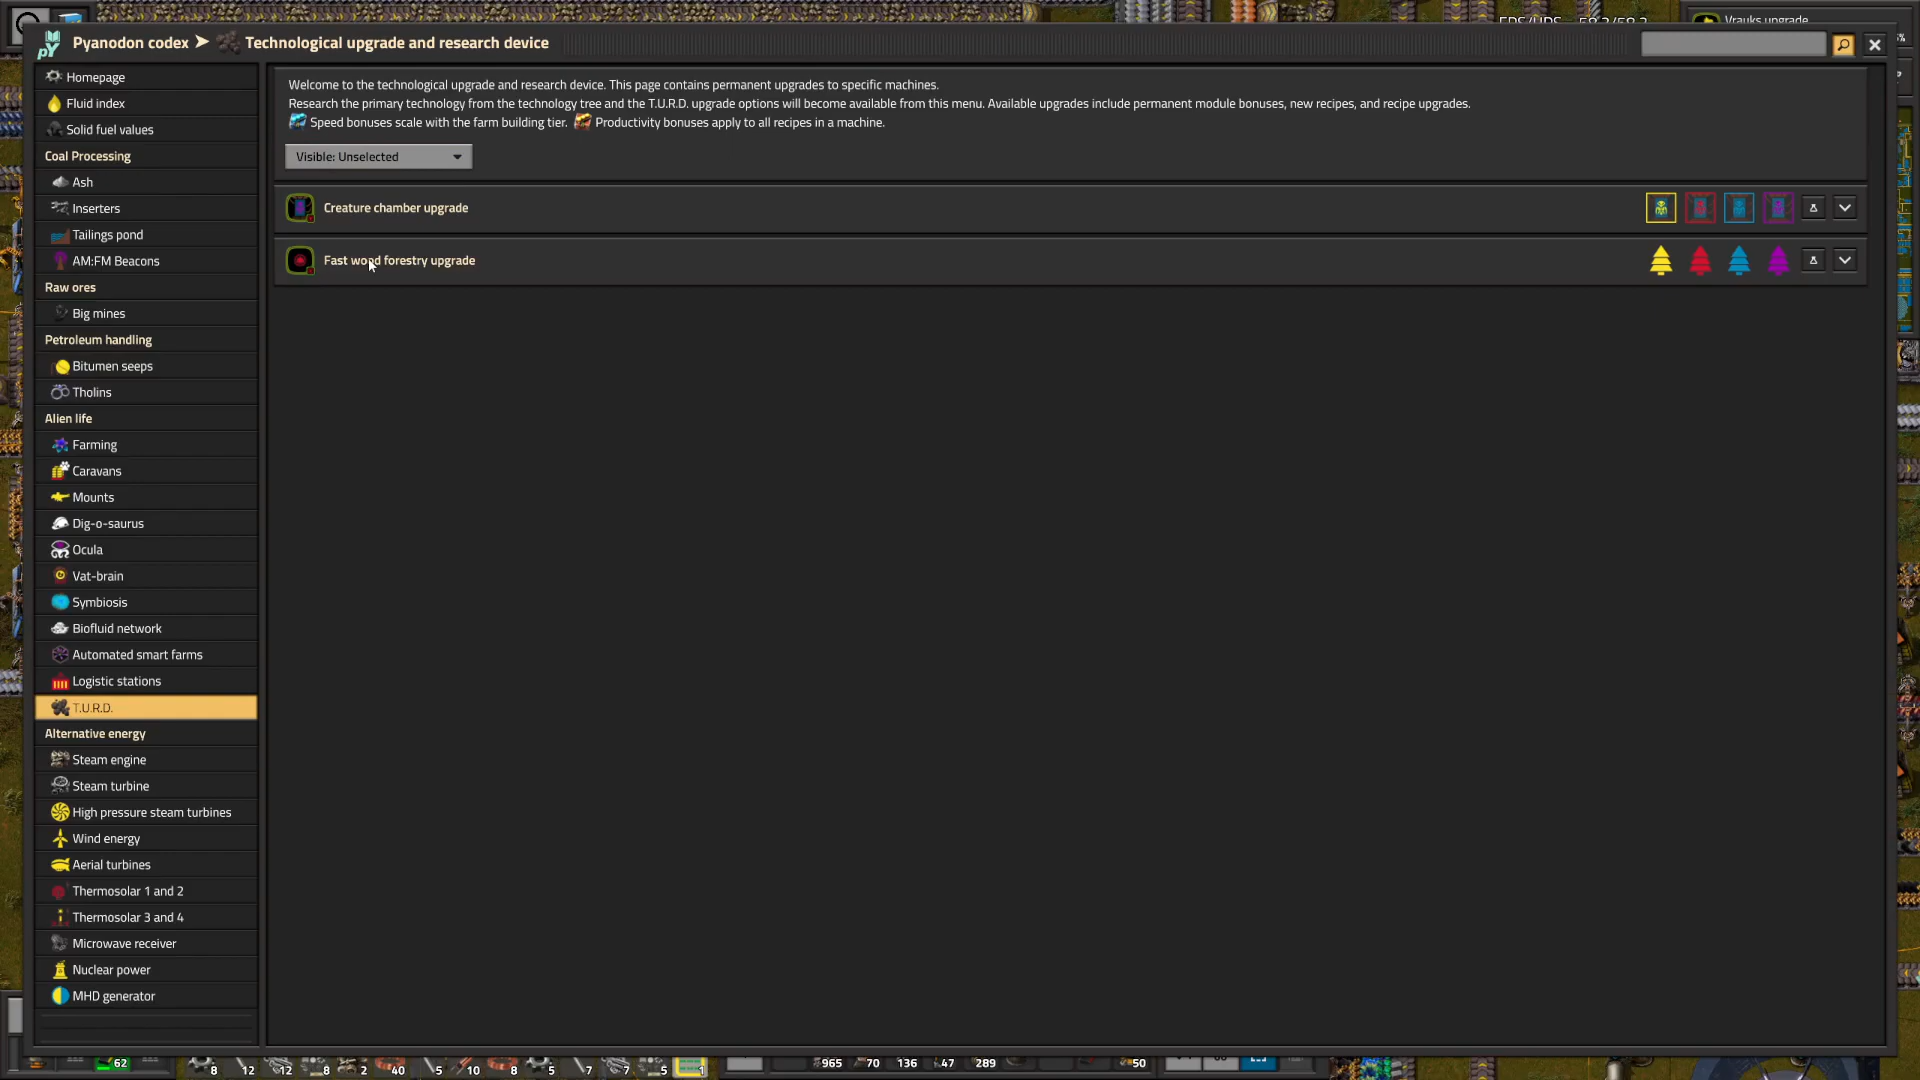 Vrauks upgrade
Pyanodon codex
Technological upgrade and research device
Homepage
Fluid index
Solid fuel values
Coal Processing
Ash
Inserters
Tailings pond
AM:FM Beacons
Raw ores
Big mines
Petroleum handling
Bitumen seeps
Tholins
Alien life
Farming
Caravans
Mounts
Dig-o-saurus
Ocula
Vat-brain
Symbiosis
Biofluid network
Automated smart farms
Logistic stations
T.U.R.D.
Alternative energy
Steam engine
Steam turbine
High pressure steam turbines
Wind energy
Aerial turbines
Thermosolar 1 and 2
Thermosolar 3 and 4
Microwave receiver
Nuclear power
MHD generator
Welcome to the technological upgrade and research device. This page contains permanent upgrades to specific machines.
Research the primary technology from the technology tree and the T.U.R.D. upgrade options will become available from this menu. Available upgrades include permanent module bonuses, new recipes, and recipe upgrades.
Speed bonuses scale with the farm building tier. Productivity bonuses apply to all recipes in a machine.
Visible: Unselected
Creature chamber upgrade
Fast wood forestry upgrade
62 8 12 12 8 2 40 5 10 8 5 7 7 5 1 965 70 136 47 289 50